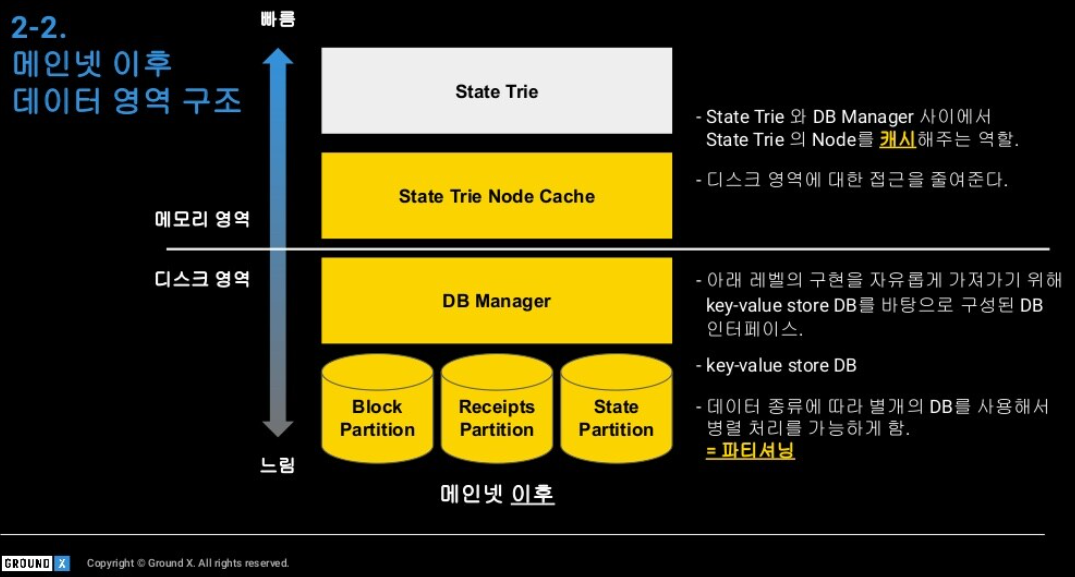 2-2.
메인넷 이후
데이터 영역 구조
빠름
State Trie
State Trie Node Cache
메모리 영역
디스크 영역
DB Manager
Block
Partition
Receipts
Partition
State
Partition
느림
메인넷 이후
- State Trie 와 DB Manager 사이에서
State Trie 의 Node를 캐시해주는 역할.
- 디스크 영역에 대한 접근을 줄여준다.
- 아래 레벨의 구현을 자유롭게 가져가기 위해
key-value store DB를 바탕으로 구성된 DB
인터페이스.
- key-value store DB
- 데이터 종류에 따라 별개의 DB를 사용해서
병렬 처리를 가능하게 함.
= 파티셔닝
GROUND X
Copyright © Ground X. All rights reserved.